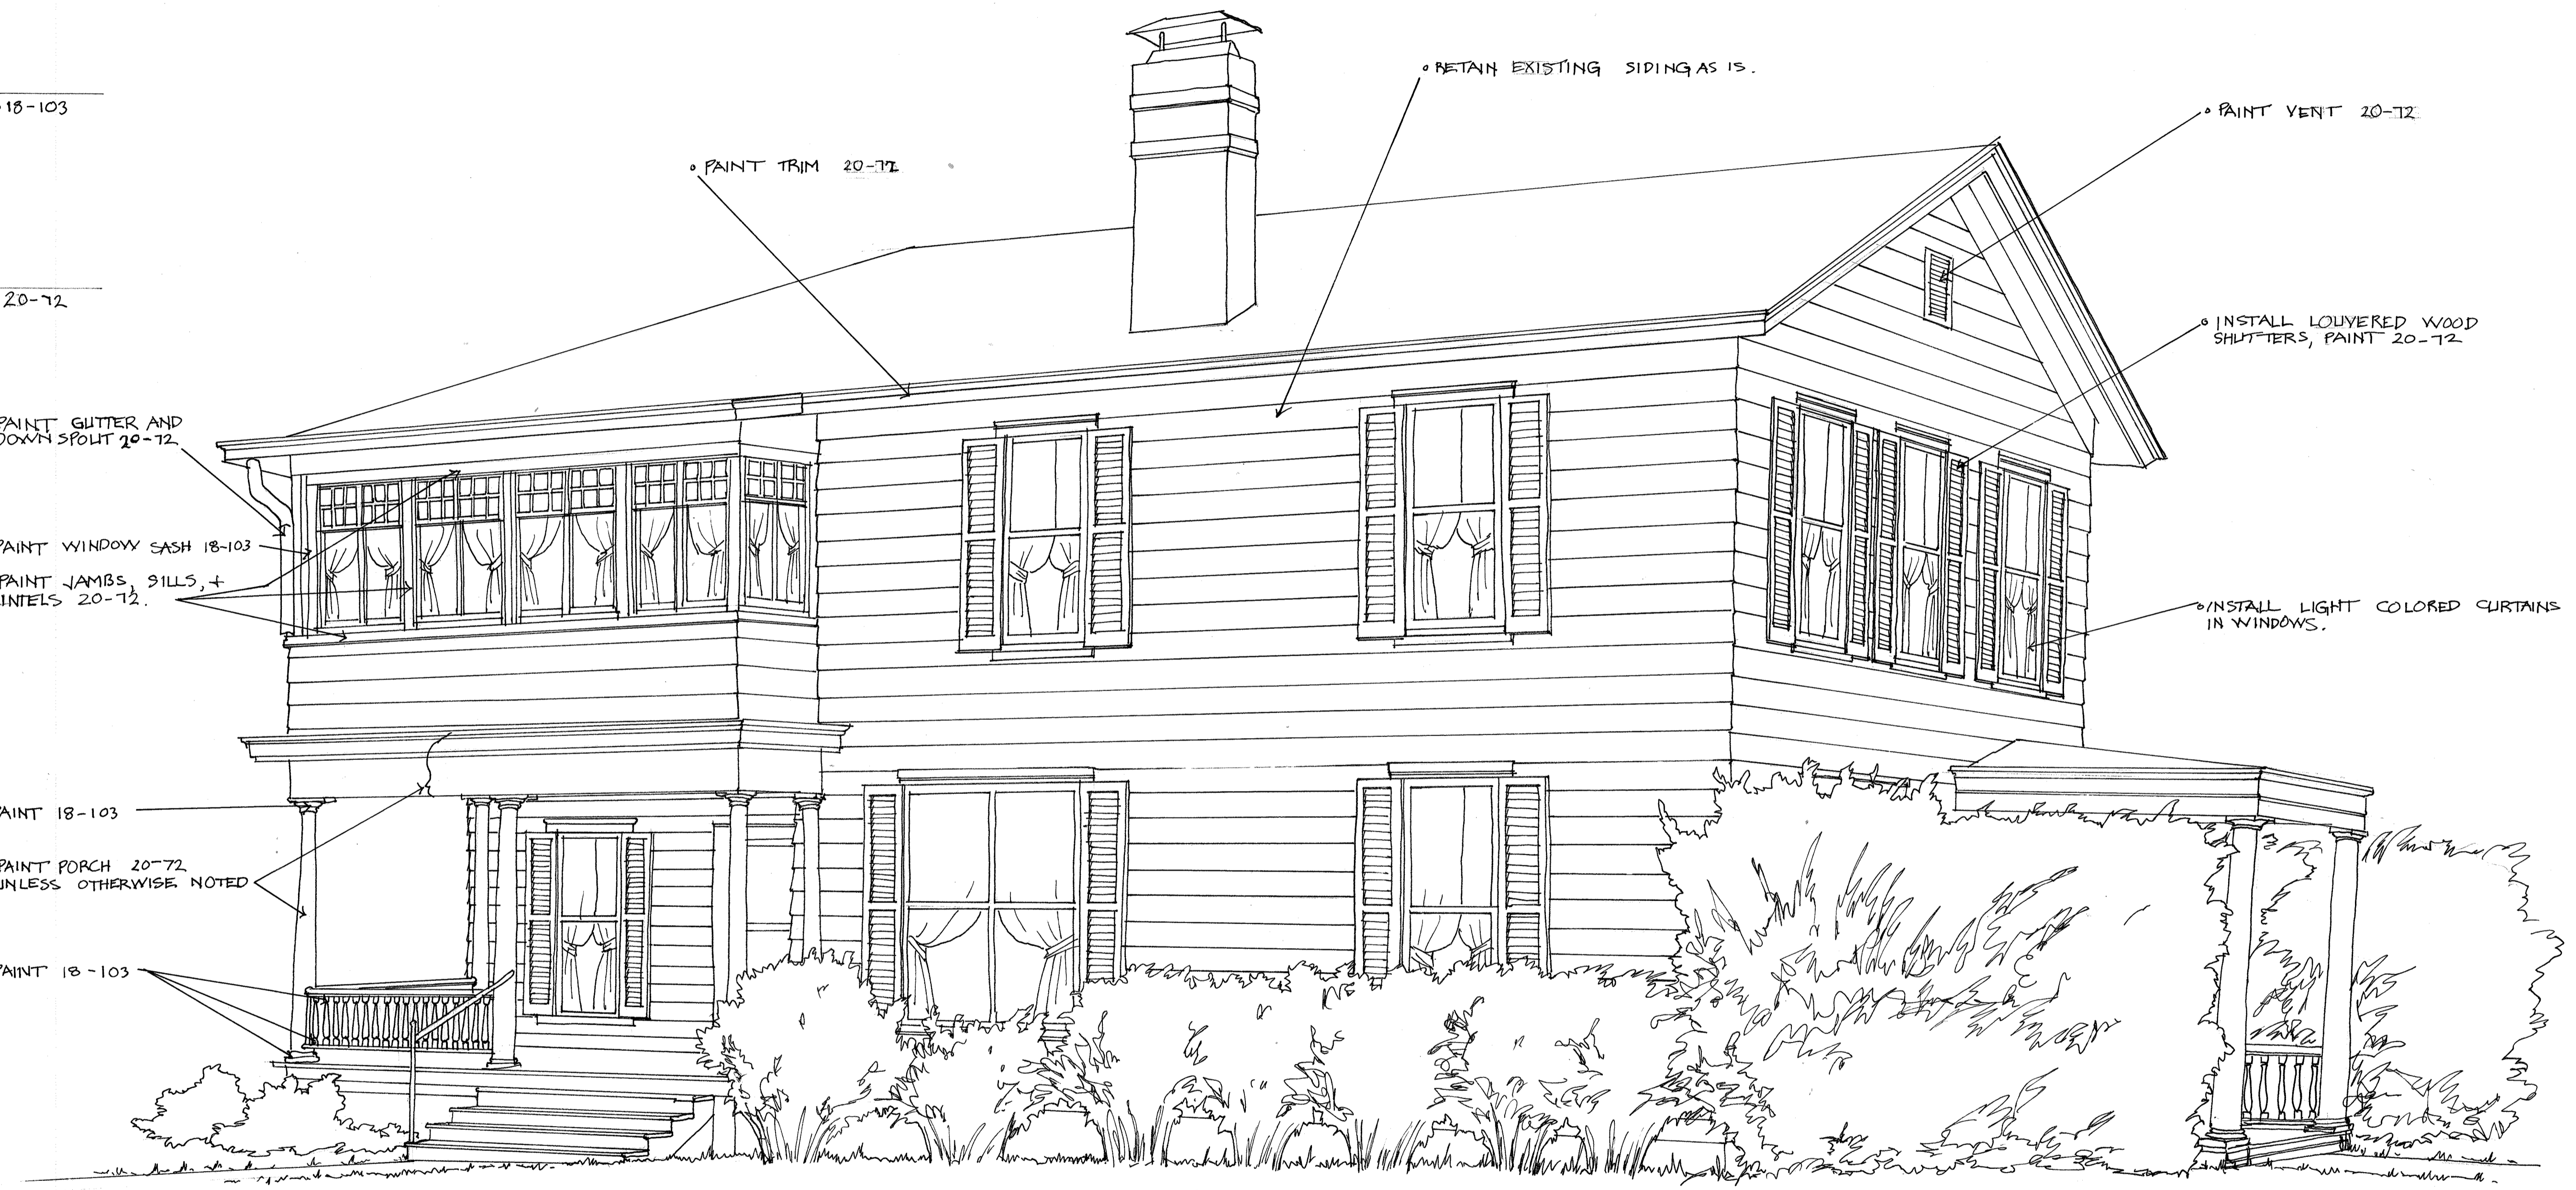 18-103
20-72
PAINT TRIM 20-72
RETAIN EXISTING SIDING AS IS.
PAINT VENT 20-72
INSTALL LOUVERED WOOD
SHUTTERS, PAINT 20-72
INSTALL LIGHT COLORED CURTAINS
IN WINDOWS.
PAINT GUTTER AND
DOWN SPOUT 20-72
PAINT WINDOW SASH 18-103
PAINT JAMBS, SILLS, +
LINTELS 20-72.
PAINT 18-103
PAINT PORCH 20-72
UNLESS OTHERWISE NOTED
PAINT 18-103